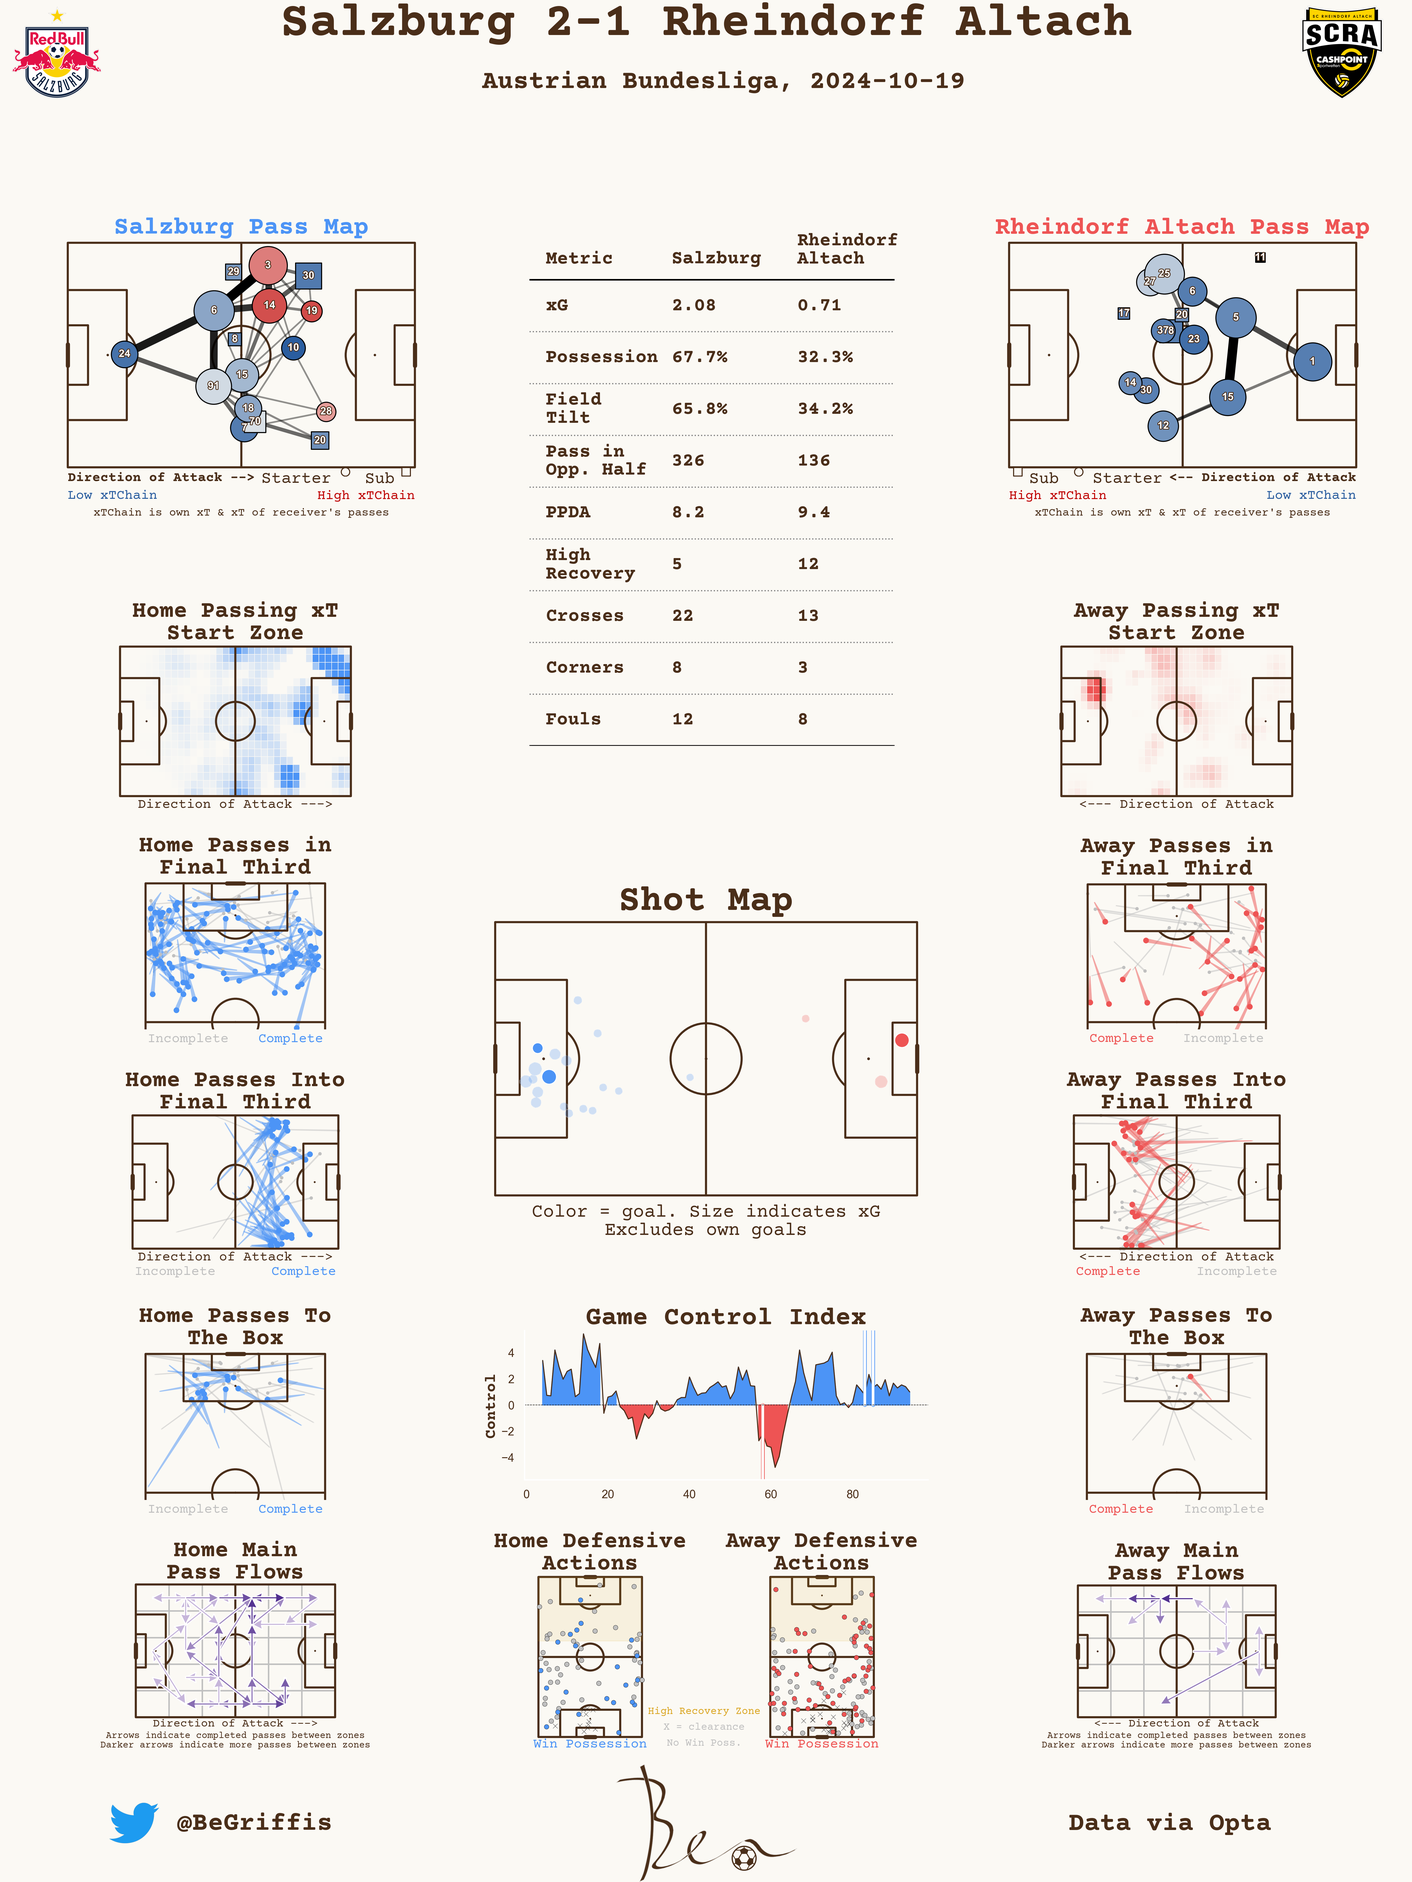 Salzburg 2-1 Rheindorf Altach
Austrian Bundesliga, 2024-10-19
RedBull
SALZBURG
SC RHEINDORF ALTACH
SCRA
CASHPOINT
Salzburg Pass Map
3
29
30
6
14
19
8
10
24
15
91
18
70
7
28
20
Direction of Attack --> Starter Sub
Low xTChain High xTChain
xTChain is own xT & xT of receiver's passes
Metric Salzburg Rheindorf Altach
xG 2.08 0.71
Possession 67.7% 32.3%
Field Tilt 65.8% 34.2%
Pass in Opp. Half 326 136
PPDA 8.2 9.4
High Recovery 5 12
Crosses 22 13
Corners 8 3
Fouls 12 8
Rheindorf Altach Pass Map
11
25
27
6
17
20
5
37
8
23
1
14
30
15
12
Sub Starter <-- Direction of Attack
High xTChain Low xTChain
xTChain is own xT & xT of receiver's passes
Home Passing xT
Start Zone
Direction of Attack --->
Away Passing xT
Start Zone
<--- Direction of Attack
Home Passes in
Final Third
Incomplete Complete
Away Passes in
Final Third
Complete Incomplete
Shot Map
Color = goal. Size indicates xG
Excludes own goals
Home Passes Into
Final Third
Direction of Attack --->
Incomplete Complete
Away Passes Into
Final Third
<--- Direction of Attack
Complete Incomplete
Home Passes To
The Box
Incomplete Complete
Game Control Index
Control
4
2
0
−2
−4
0 20 40 60 80
Away Passes To
The Box
Complete Incomplete
Home Main
Pass Flows
Direction of Attack --->
Arrows indicate completed passes between zones
Darker arrows indicate more passes between zones
Home Defensive
Actions
Win Possession
High Recovery Zone
X = clearance
No Win Poss.
Away Defensive
Actions
Win Possession
Away Main
Pass Flows
<--- Direction of Attack
Arrows indicate completed passes between zones
Darker arrows indicate more passes between zones
@BeGriffis
Ben
Data via Opta